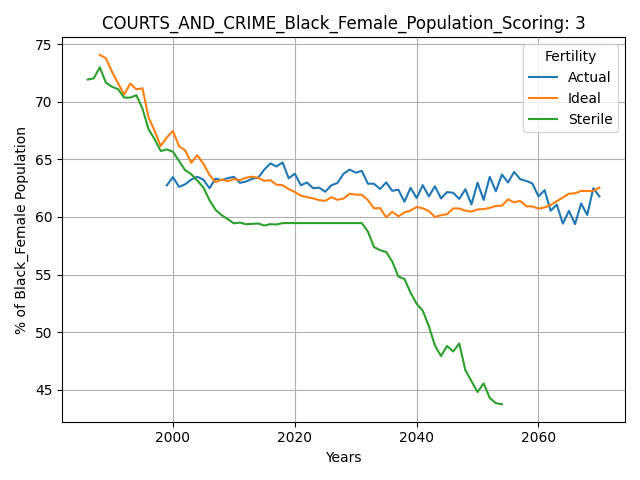 COURTS_AND_CRIME_Black_Female_Population_Scoring: 3
Fertility
Actual
Ideal
Sterile
% of Black_Female Population
75
70
65
60
55
50
45
2000
2020
2040
2060
Years